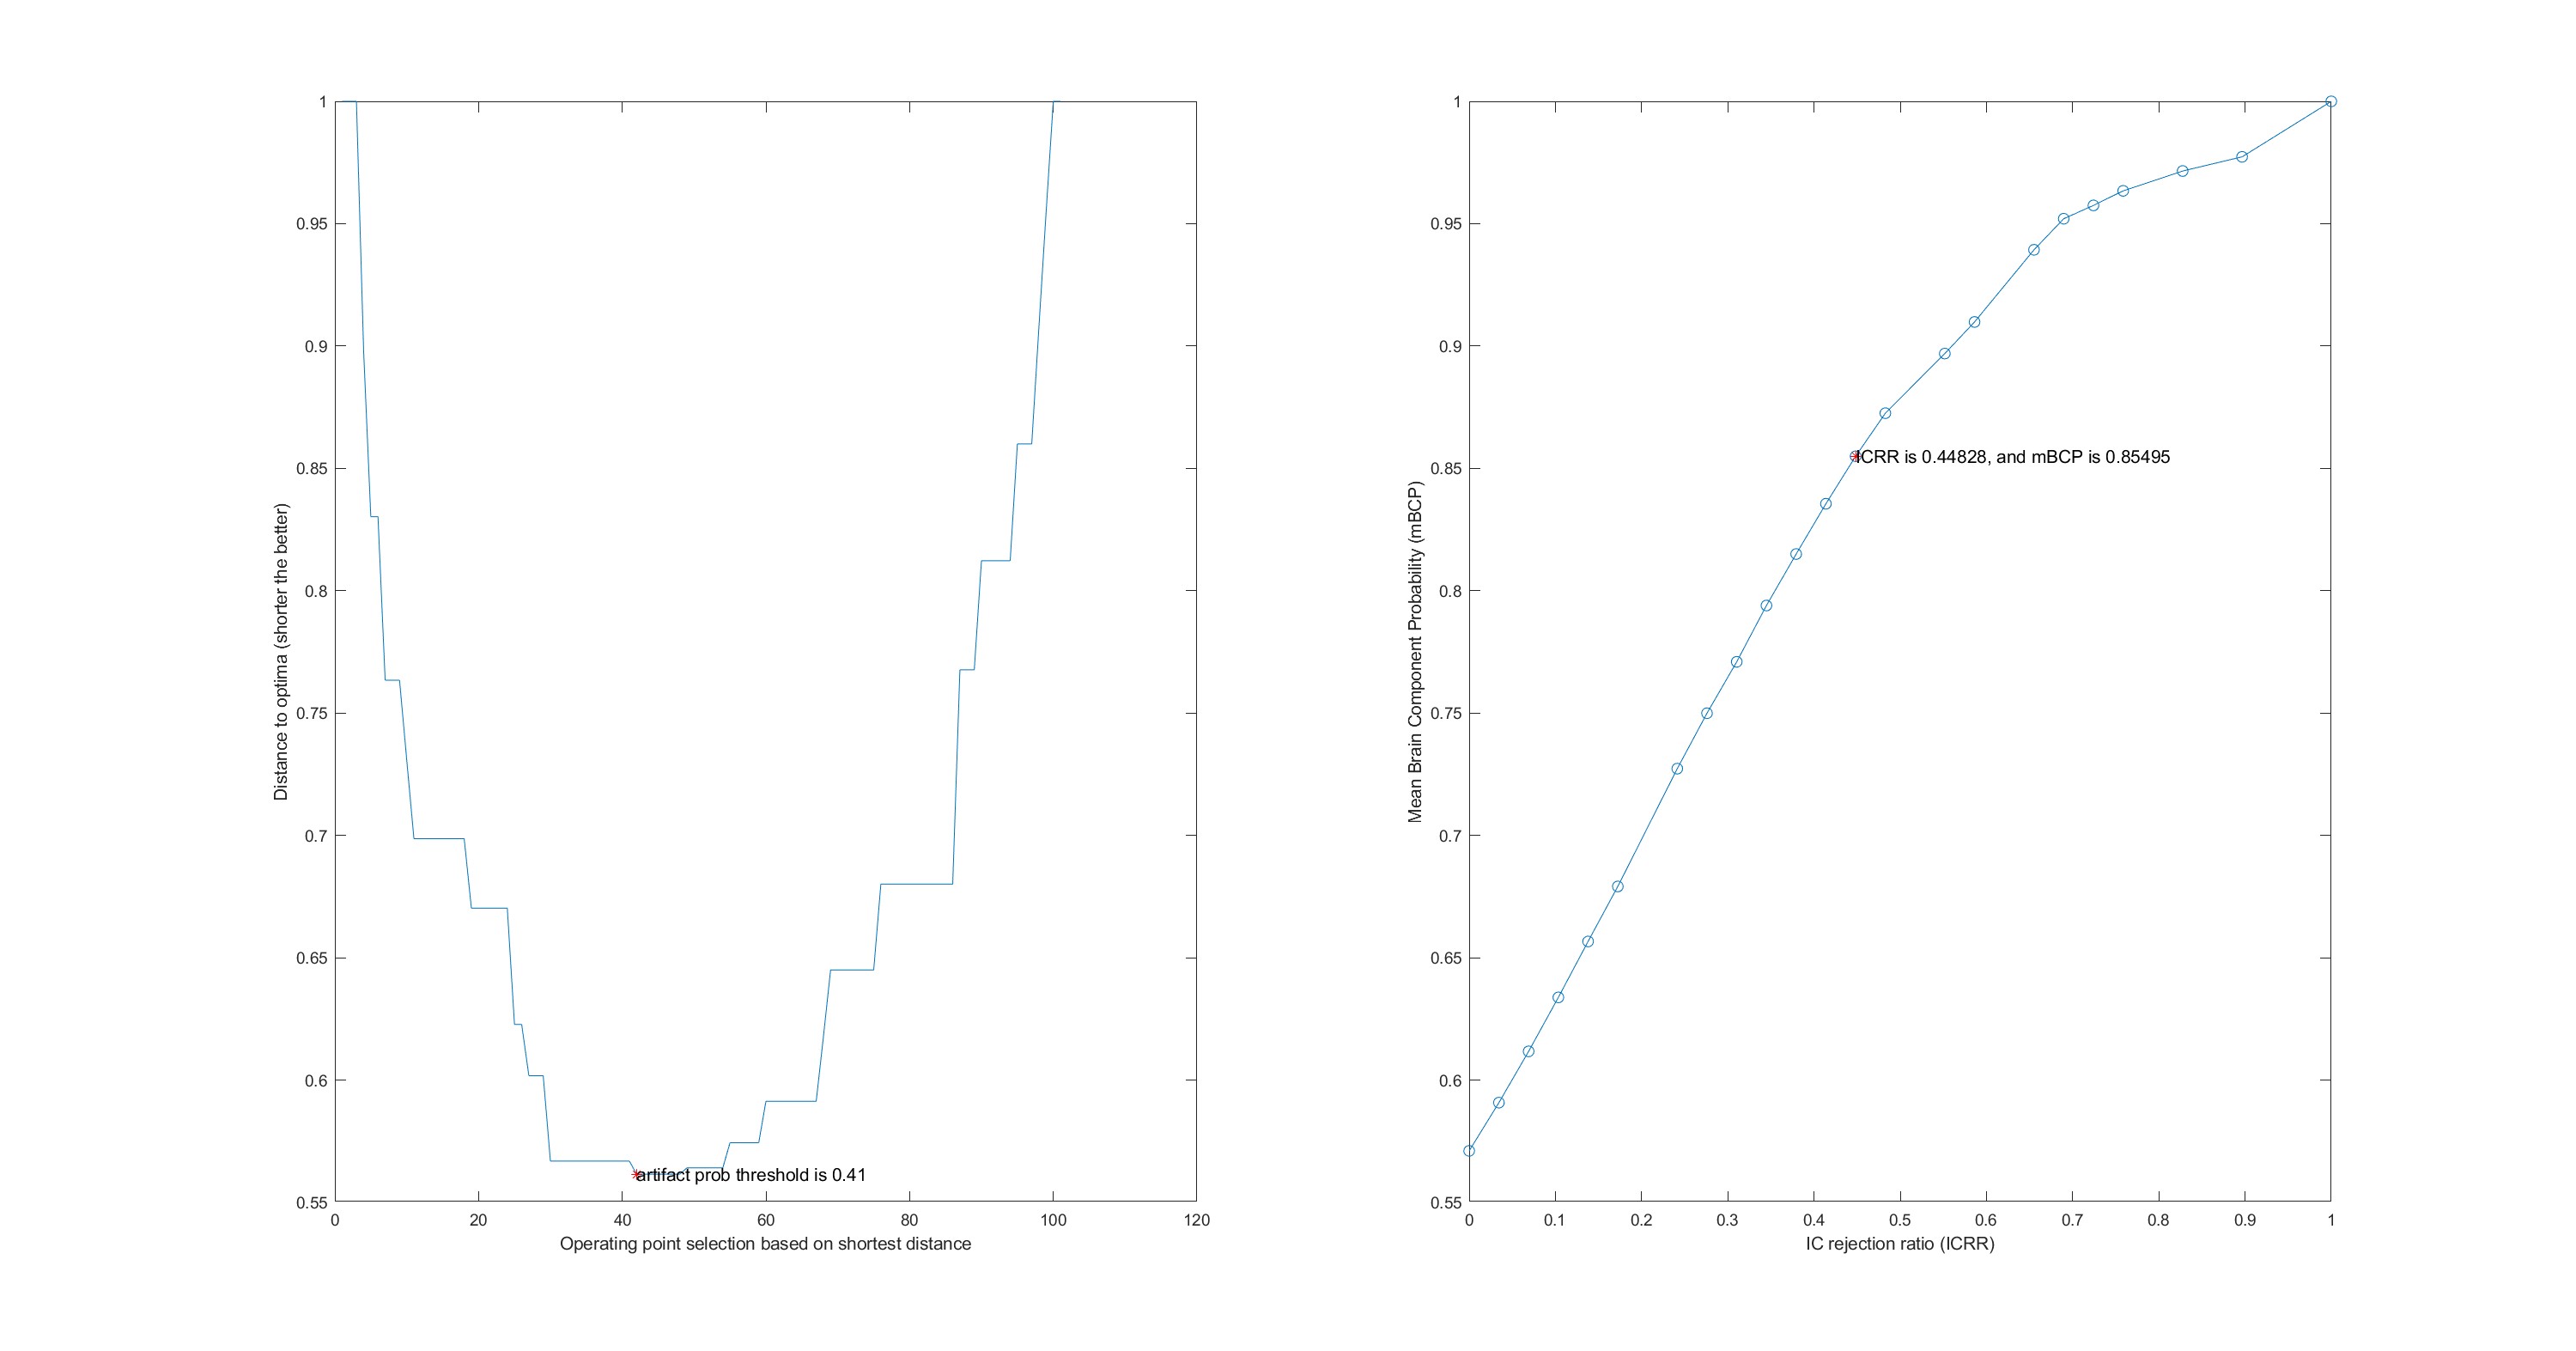 1
0.95
0.9
0.85
0.8
0.75
0.7
0.65
0.6
0.55
0 20 40 60 80 100 120
Distance to optima (shorter the better)
Operating point selection based on shortest distance
artifact prob threshold is 0.41
1
0.95
0.9
0.85
0.8
0.75
0.7
0.65
0.6
0.55
0 0.1 0.2 0.3 0.4 0.5 0.6 0.7 0.8 0.9 1
Mean Brain Component Probability (mBCP)
IC rejection ratio (ICRR)
ICRR is 0.44828, and mBCP is 0.85495